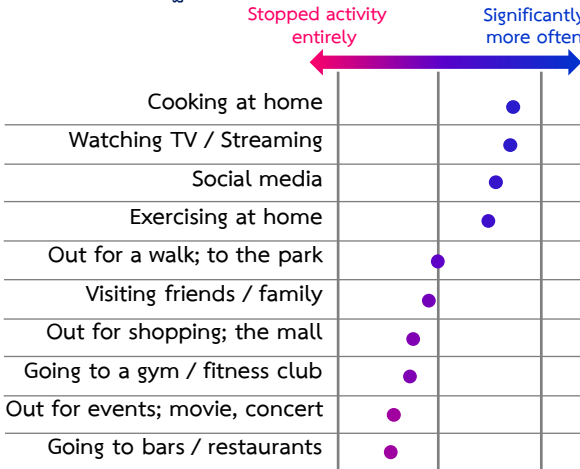 Stopped activity
entirely
Significantly
more often
Cooking at home
Watching TV / Streaming
Social media
Exercising at home
Out for a walk; to the park
Visiting friends / family
Out for shopping; the mall
Going to a gym / fitness club
Out for events; movie, concert
Going to bars / restaurants